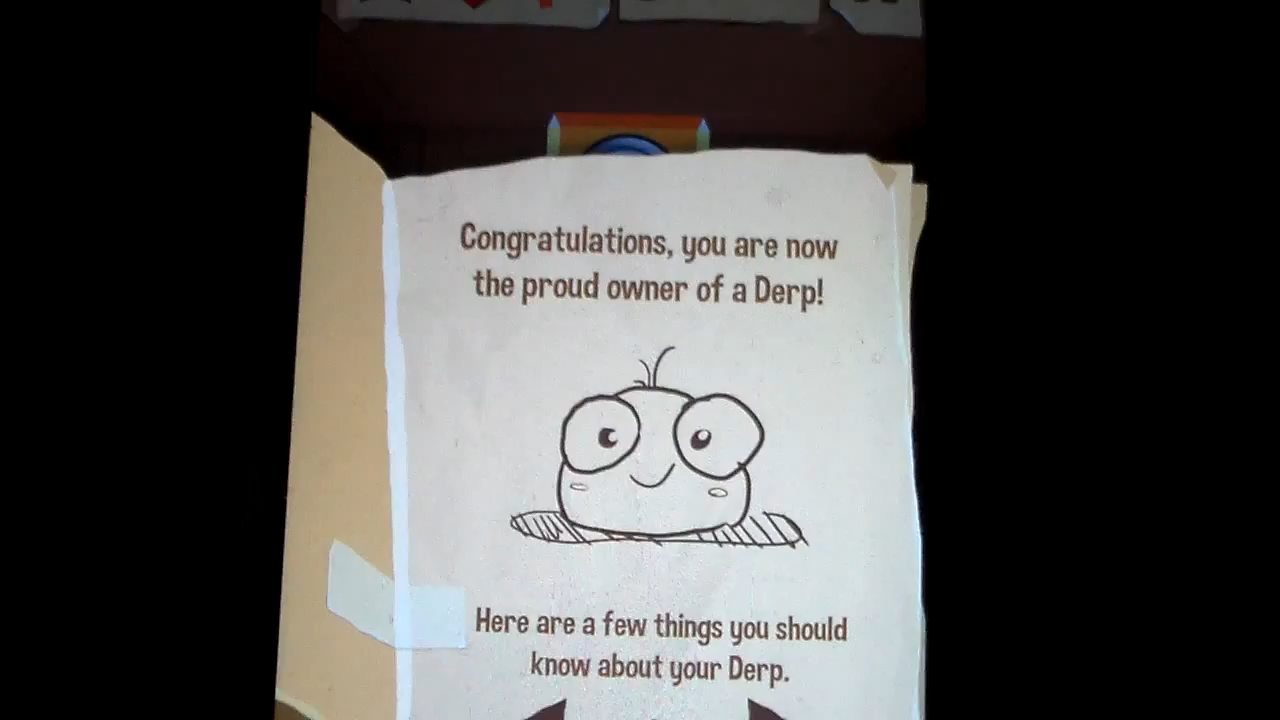 Congratulations, you are now
the proud owner of a Derp!
Here are a few things you should
know about your Derp.